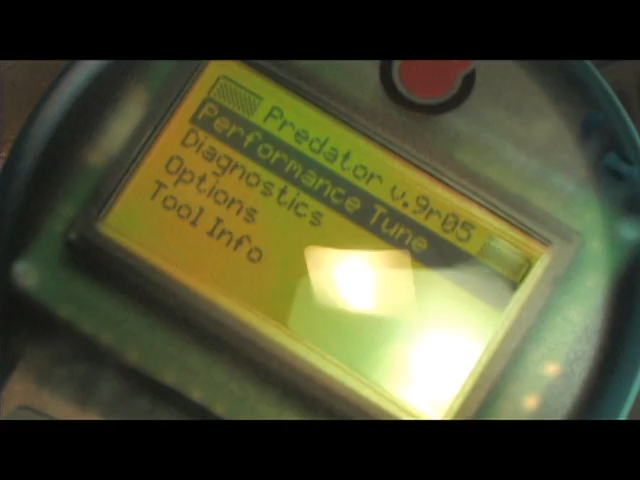 Predator v.9r05
Performance Tune
Diagnostics
Options
Tool Info